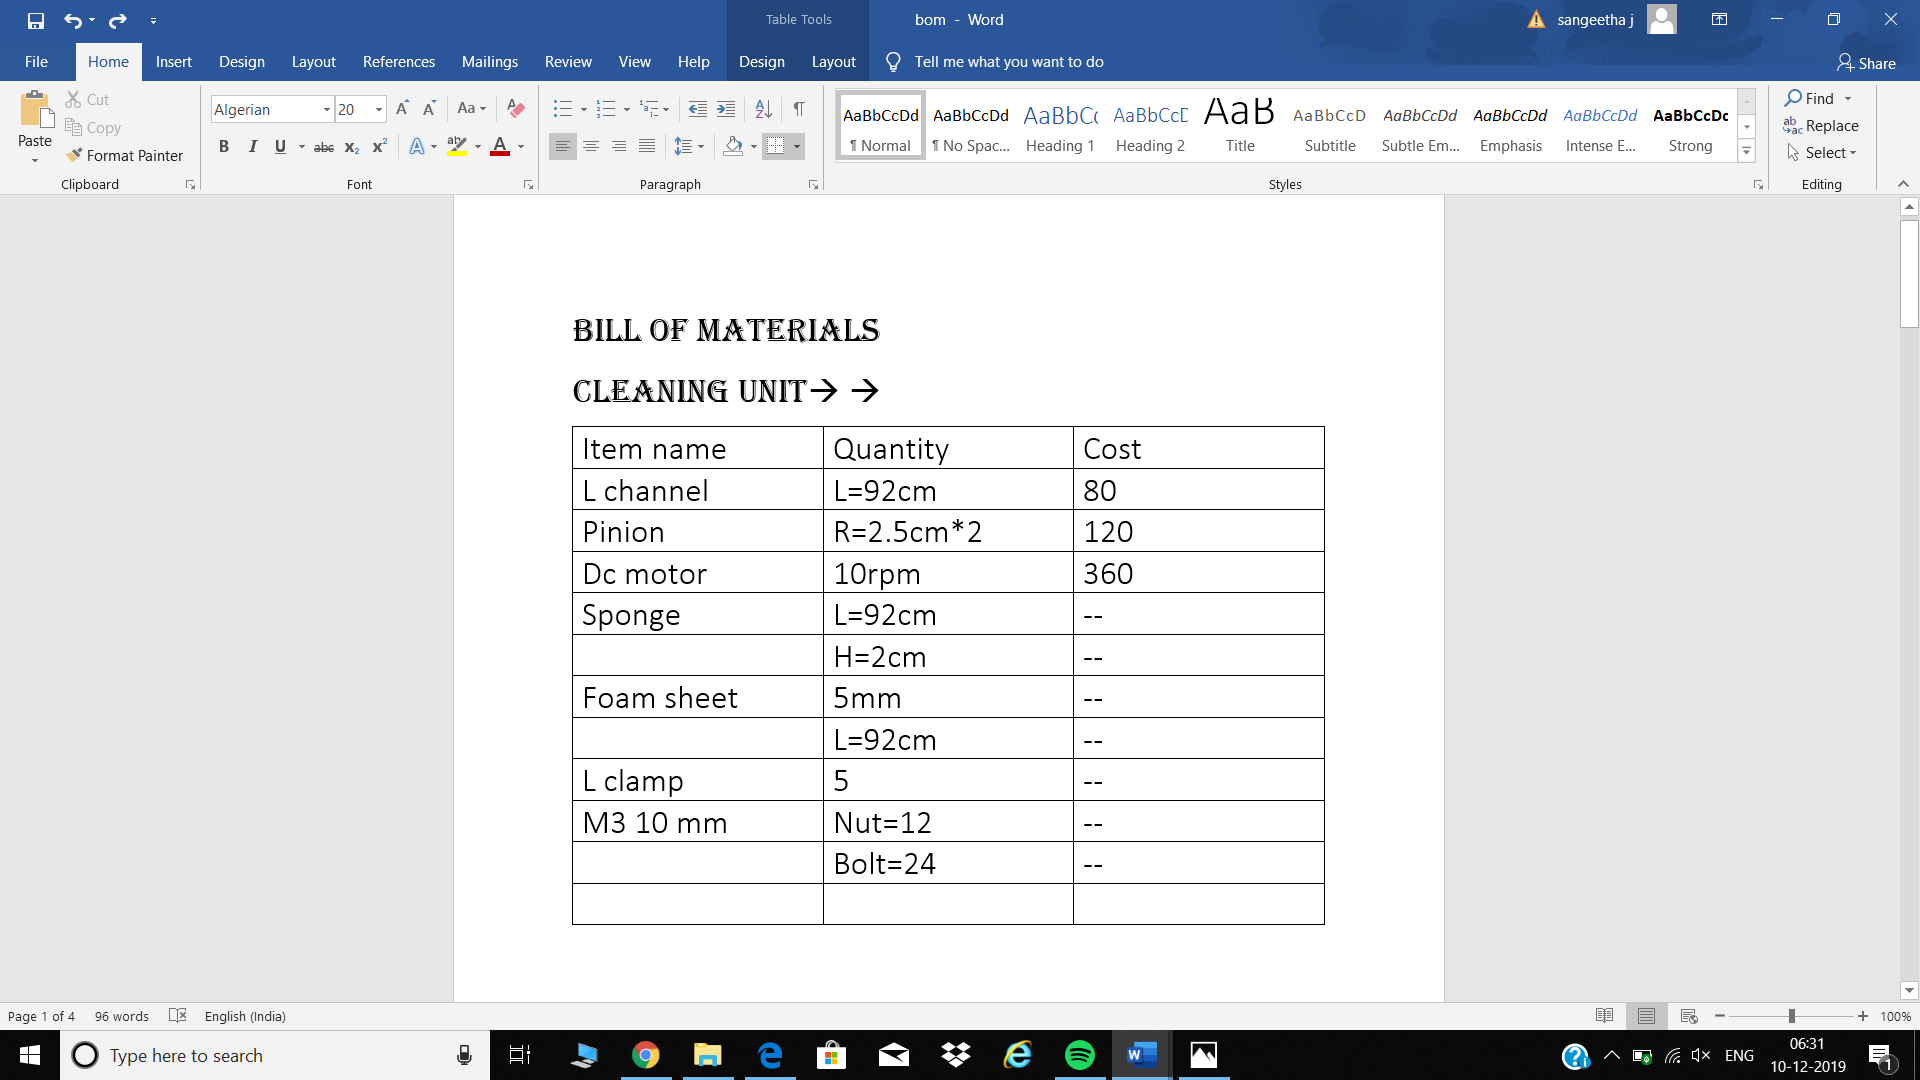 Table Tools
bom - Word
sangeetha j
File Home Insert Design Layout References Mailings Review View Help Design Layout Tell me what you want to do Share
Paste
Cut
Copy
Format Painter
Clipboard
Algerian 20
Aa
B I U abc x₂ x² A ab A
Font
Paragraph
AaBbCcDd AaBbCcDd AaBbC AaBbCcD AaB AaBbCcD AaBbCcDd AaBbCcDd AaBbCcDd AaBbCcDc
¶ Normal ¶ No Spac... Heading 1 Heading 2 Title Subtitle Subtle Em... Emphasis Intense E... Strong
Styles
Find
Replace
Select
Editing
BILL OF MATERIALS
CLEANING UNIT→ →
Item name Quantity Cost
L channel L=92cm 80
Pinion R=2.5cm*2 120
Dc motor 10rpm 360
Sponge L=92cm --
H=2cm --
Foam sheet 5mm --
L=92cm --
L clamp 5 --
M3 10 mm Nut=12 --
Bolt=24 --
Page 1 of 4 96 words English (India) 100%
Type here to search
ENG
06:31
10-12-2019
1